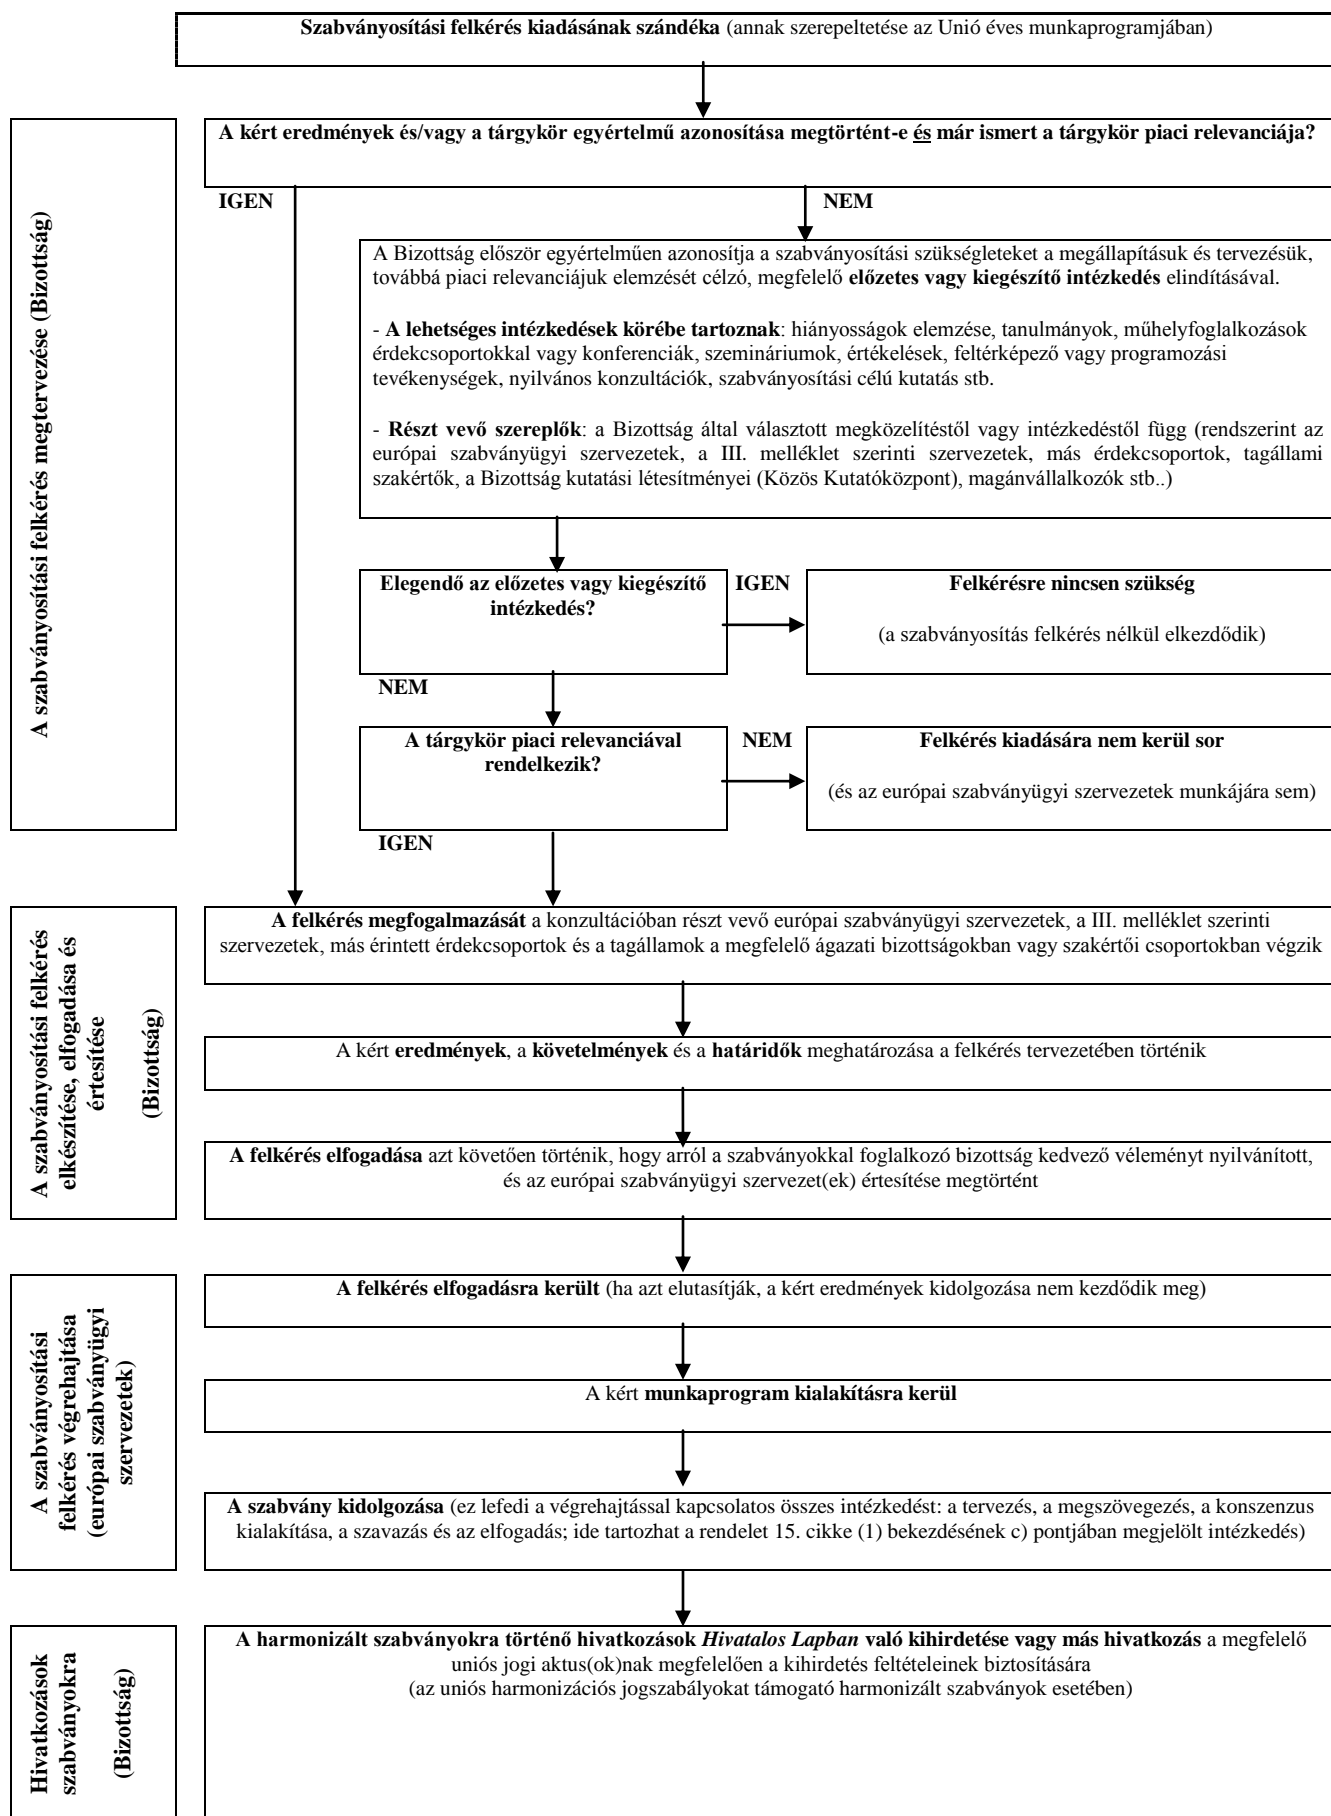 Szabványosítási felkérés kiadásának szándéka (annak szerepeltetése az Unió éves munkaprogramjában)
A szabványosítási felkérés megtervezése (Bizottság)
A kért eredmények és/vagy a tárgykör egyértelmű azonosítása megtörtént-e és már ismert a tárgykör piaci relevanciája?
IGEN
NEM
A Bizottság először egyértelműen azonosítja a szabványosítási szükségleteket a megállapításuk és tervezésük,
továbbá piaci relevanciájuk elemzését célzó, megfelelő előzetes vagy kiegészítő intézkedés elindításával.
- A lehetséges intézkedések körébe tartoznak: hiányosságok elemzése, tanulmányok, műhelyfoglalkozások
érdekcsoportokkal vagy konferenciák, szemináriumok, értékelések, feltérképező vagy programozási
tevékenységek, nyilvános konzultációk, szabványosítási célú kutatás stb.
- Részt vevő szereplők: a Bizottság által választott megközelítéstől vagy intézkedéstől függ (rendszerint az
európai szabványügyi szervezetek, a III. melléklet szerinti szervezetek, más érdekcsoportok, tagállami
szakértők, a Bizottság kutatási létesítményei (Közös Kutatóközpont), magánvállalkozók stb..)
Elegendő az előzetes vagy kiegészítő
intézkedés?
IGEN
Felkérésre nincsen szükség
(a szabványosítás felkérés nélkül elkezdődik)
NEM
A tárgykör piaci relevanciával
rendelkezik?
NEM
Felkérés kiadására nem kerül sor
(és az európai szabványügyi szervezetek munkájára sem)
IGEN
A szabványosítási felkérés
elkészítése, elfogadása és
értesítése
(Bizottság)
A felkérés megfogalmazását a konzultációban részt vevő európai szabványügyi szervezetek, a III. melléklet szerinti
szervezetek, más érintett érdekcsoportok és a tagállamok a megfelelő ágazati bizottságokban vagy szakértői csoportokban végzik
A kért eredmények, a követelmények és a határidők meghatározása a felkérés tervezetében történik
A felkérés elfogadása azt követően történik, hogy arról a szabványokkal foglalkozó bizottság kedvező véleményt nyilvánított,
és az európai szabványügyi szervezet(ek) értesítése megtörtént
A szabványosítási
felkérés végrehajtása
(európai szabványügyi
szervezetek)
A felkérés elfogadásra került (ha azt elutasítják, a kért eredmények kidolgozása nem kezdődik meg)
A kért munkaprogram kialakításra kerül
A szabvány kidolgozása (ez lefedi a végrehajtással kapcsolatos összes intézkedést: a tervezés, a megszövegezés, a konszenzus
kialakítása, a szavazás és az elfogadás; ide tartozhat a rendelet 15. cikke (1) bekezdésének c) pontjában megjelölt intézkedés)
Hivatkozások
szabványokra
(Bizottság)
A harmonizált szabványokra történő hivatkozások Hivatalos Lapban való kihirdetése vagy más hivatkozás a megfelelő
uniós jogi aktus(ok)nak megfelelően a kihirdetés feltételeinek biztosítására
(az uniós harmonizációs jogszabályokat támogató harmonizált szabványok esetében)